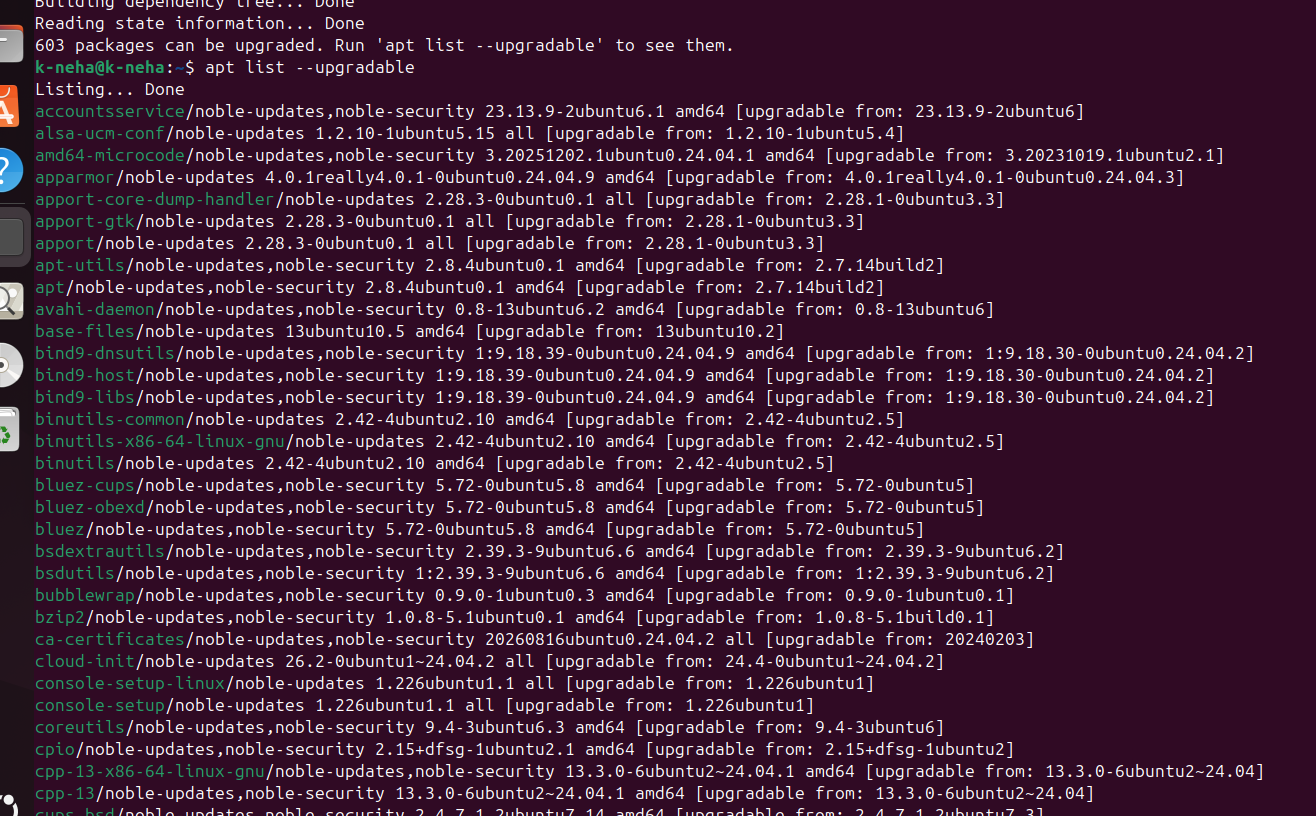 Building dependency tree... Done
Reading state information... Done
603 packages can be upgraded. Run 'apt list --upgradable' to see them.
k-neha@k-neha:~$ apt list --upgradable
Listing... Done
accountsservice/noble-updates,noble-security 23.13.9-2ubuntu6.1 amd64 [upgradable from: 23.13.9-2ubuntu6]
alsa-ucm-conf/noble-updates 1.2.10-1ubuntu5.15 all [upgradable from: 1.2.10-1ubuntu5.4]
amd64-microcode/noble-updates,noble-security 3.20251202.1ubuntu0.24.04.1 amd64 [upgradable from: 3.20231019.1ubuntu2.1]
apparmor/noble-updates 4.0.1really4.0.1-0ubuntu0.24.04.9 amd64 [upgradable from: 4.0.1really4.0.1-0ubuntu0.24.04.3]
apport-core-dump-handler/noble-updates 2.28.3-0ubuntu0.1 all [upgradable from: 2.28.1-0ubuntu3.3]
apport-gtk/noble-updates 2.28.3-0ubuntu0.1 all [upgradable from: 2.28.1-0ubuntu3.3]
apport/noble-updates 2.28.3-0ubuntu0.1 all [upgradable from: 2.28.1-0ubuntu3.3]
apt-utils/noble-updates,noble-security 2.8.4ubuntu0.1 amd64 [upgradable from: 2.7.14build2]
apt/noble-updates,noble-security 2.8.4ubuntu0.1 amd64 [upgradable from: 2.7.14build2]
avahi-daemon/noble-updates,noble-security 0.8-13ubuntu6.2 amd64 [upgradable from: 0.8-13ubuntu6]
base-files/noble-updates 13ubuntu10.5 amd64 [upgradable from: 13ubuntu10.2]
bind9-dnsutils/noble-updates,noble-security 1:9.18.39-0ubuntu0.24.04.9 amd64 [upgradable from: 1:9.18.30-0ubuntu0.24.04.2]
bind9-host/noble-updates,noble-security 1:9.18.39-0ubuntu0.24.04.9 amd64 [upgradable from: 1:9.18.30-0ubuntu0.24.04.2]
bind9-libs/noble-updates,noble-security 1:9.18.39-0ubuntu0.24.04.9 amd64 [upgradable from: 1:9.18.30-0ubuntu0.24.04.2]
binutils-common/noble-updates 2.42-4ubuntu2.10 amd64 [upgradable from: 2.42-4ubuntu2.5]
binutils-x86-64-linux-gnu/noble-updates 2.42-4ubuntu2.10 amd64 [upgradable from: 2.42-4ubuntu2.5]
binutils/noble-updates 2.42-4ubuntu2.10 amd64 [upgradable from: 2.42-4ubuntu2.5]
bluez-cups/noble-updates,noble-security 5.72-0ubuntu5.8 amd64 [upgradable from: 5.72-0ubuntu5]
bluez-obexd/noble-updates,noble-security 5.72-0ubuntu5.8 amd64 [upgradable from: 5.72-0ubuntu5]
bluez/noble-updates,noble-security 5.72-0ubuntu5.8 amd64 [upgradable from: 5.72-0ubuntu5]
bsdextrautils/noble-updates,noble-security 2.39.3-9ubuntu6.6 amd64 [upgradable from: 2.39.3-9ubuntu6.2]
bsdutils/noble-updates,noble-security 1:2.39.3-9ubuntu6.6 amd64 [upgradable from: 1:2.39.3-9ubuntu6.2]
bubblewrap/noble-updates,noble-security 0.9.0-1ubuntu0.3 amd64 [upgradable from: 0.9.0-1ubuntu0.1]
bzip2/noble-updates,noble-security 1.0.8-5.1ubuntu0.1 amd64 [upgradable from: 1.0.8-5.1build0.1]
ca-certificates/noble-updates,noble-security 20260816ubuntu0.24.04.2 all [upgradable from: 20240203]
cloud-init/noble-updates 26.2-0ubuntu1~24.04.2 all [upgradable from: 24.4-0ubuntu1~24.04.2]
console-setup-linux/noble-updates 1.226ubuntu1.1 all [upgradable from: 1.226ubuntu1]
console-setup/noble-updates 1.226ubuntu1.1 all [upgradable from: 1.226ubuntu1]
coreutils/noble-updates,noble-security 9.4-3ubuntu6.3 amd64 [upgradable from: 9.4-3ubuntu6]
cpio/noble-updates,noble-security 2.15+dfsg-1ubuntu2.1 amd64 [upgradable from: 2.15+dfsg-1ubuntu2]
cpp-13-x86-64-linux-gnu/noble-updates,noble-security 13.3.0-6ubuntu2~24.04.1 amd64 [upgradable from: 13.3.0-6ubuntu2~24.04]
cpp-13/noble-updates,noble-security 13.3.0-6ubuntu2~24.04.1 amd64 [upgradable from: 13.3.0-6ubuntu2~24.04]
cups-bsd/noble-updates,noble-security 2.4.7-1.2ubuntu7.14 amd64 [upgradable from: 2.4.7-1.2ubuntu7.3]